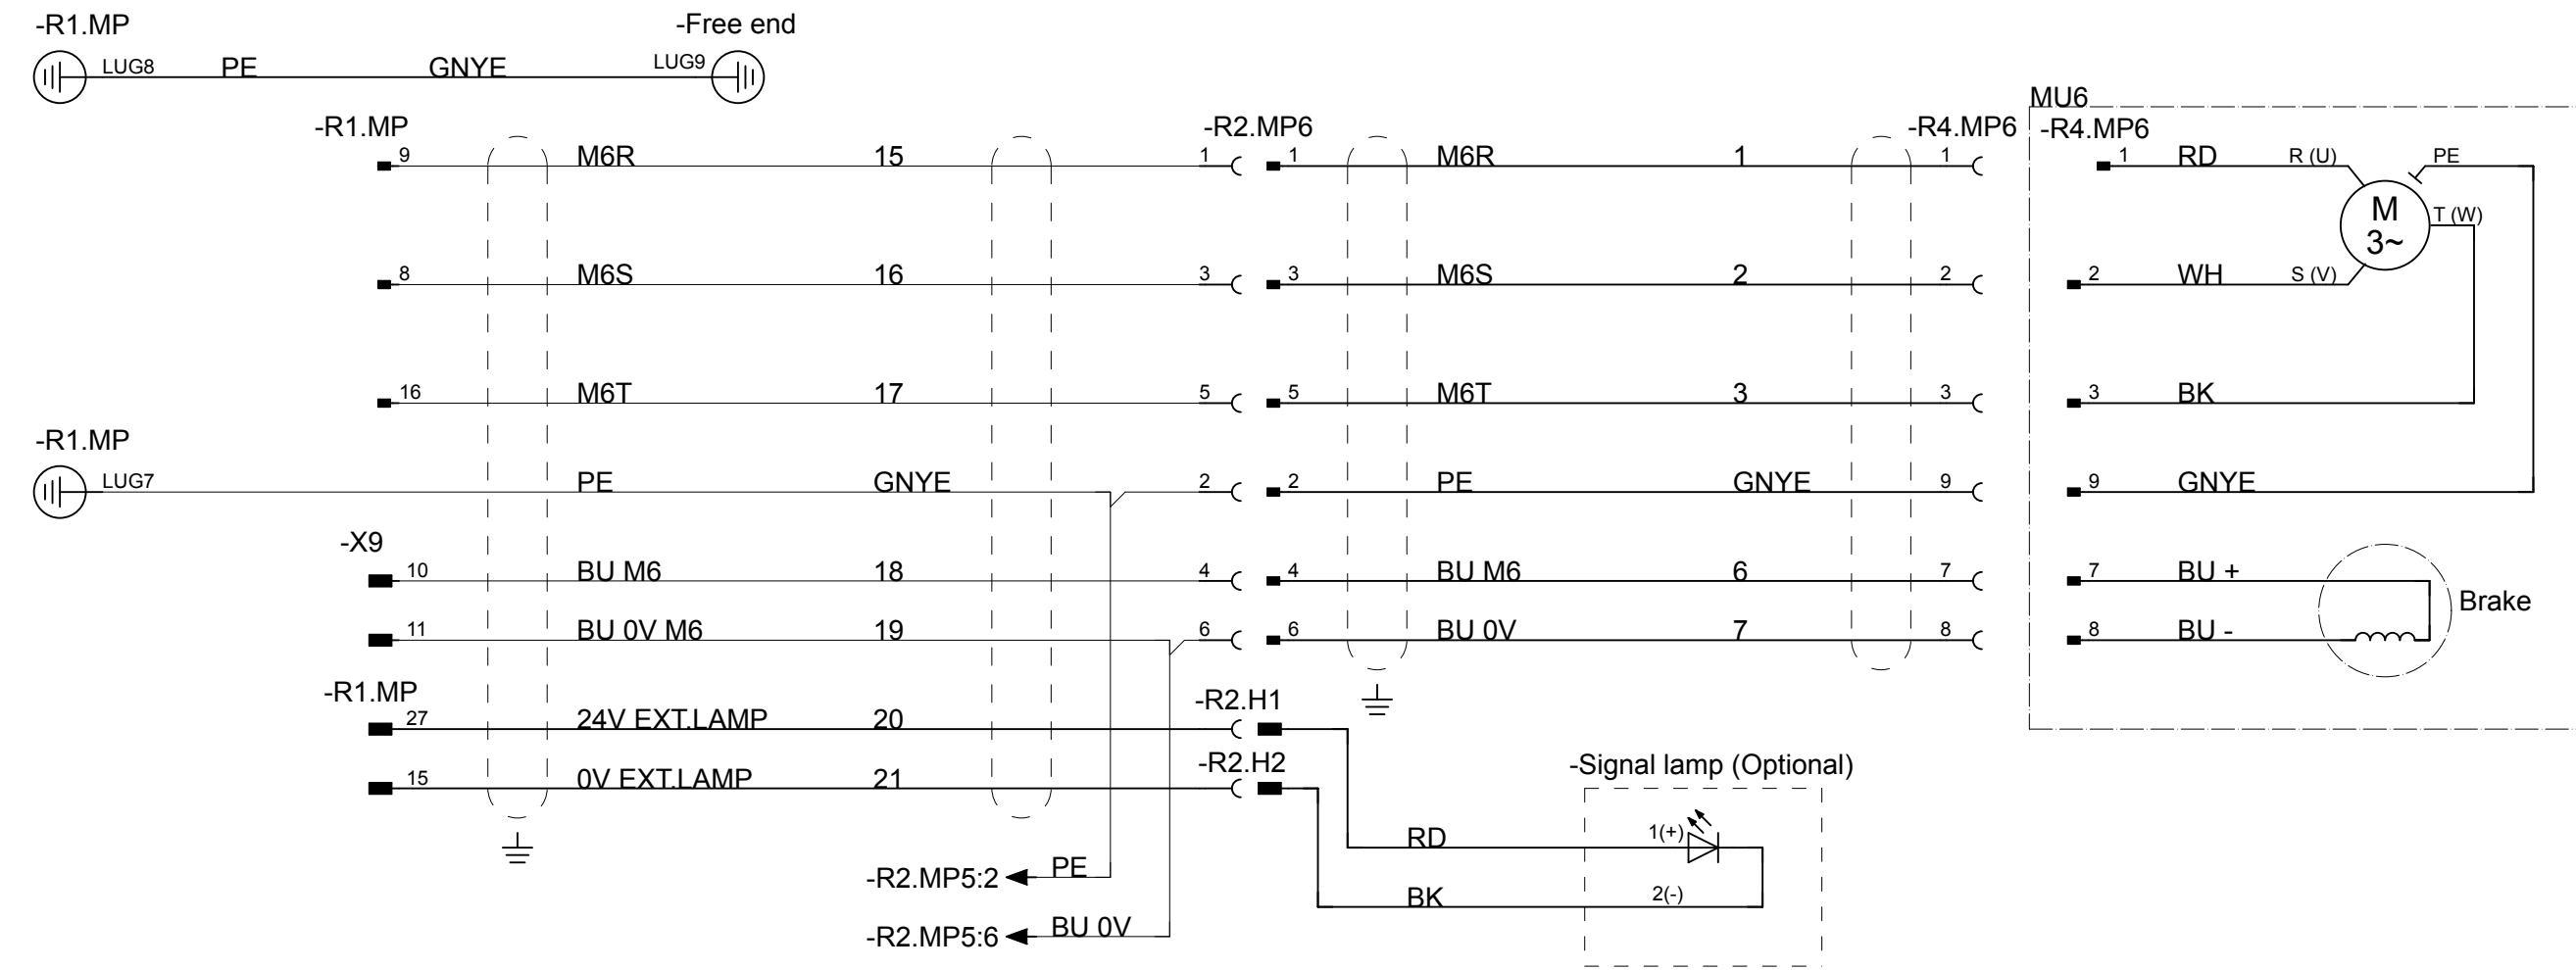 -R1.MP -Free end
LUG8 PE GNYE LUG9
MU6
-R1.MP -R2.MP6 -R4.MP6 -R4.MP6
9 M6R 15 1 1 M6R 1 1 1 RD R (U) PE
M
3~
T (W)
8 M6S 16 3 3 M6S 2 2 2 WH S (V)
16 M6T 17 5 5 M6T 3 3 3 BK
-R1.MP
LUG7 PE GNYE 2 2 PE GNYE 9 9 GNYE
-X9
10 BU M6 18 4 4 BU M6 6 7 7 BU +
Brake
11 BU 0V M6 19 6 6 BU 0V 7 8 8 BU -
-R1.MP -R2.H1
27 24V EXT.LAMP 20
-R2.H2 -Signal lamp (Optional)
15 0V EXT.LAMP 21
RD 1(+)
-R2.MP5:2 PE
BK 2(-)
-R2.MP5:6 BU 0V